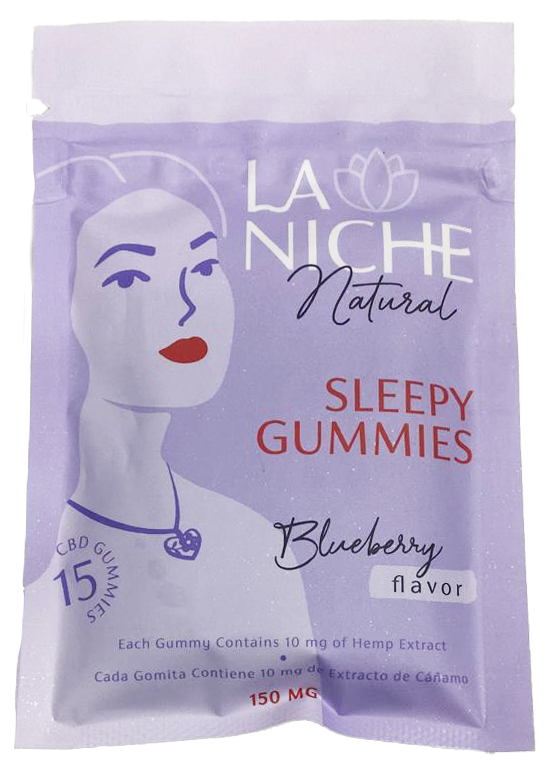 LA
NICHE
Natural
SLEEPY
GUMMIES
Blueberry
flavor
CBD GUMMIES
15
Each Gummy Contains 10 mg of Hemp Extract
•
Cada Gomita Contiene 10 mg de Extracto de Cáñamo
150 MG